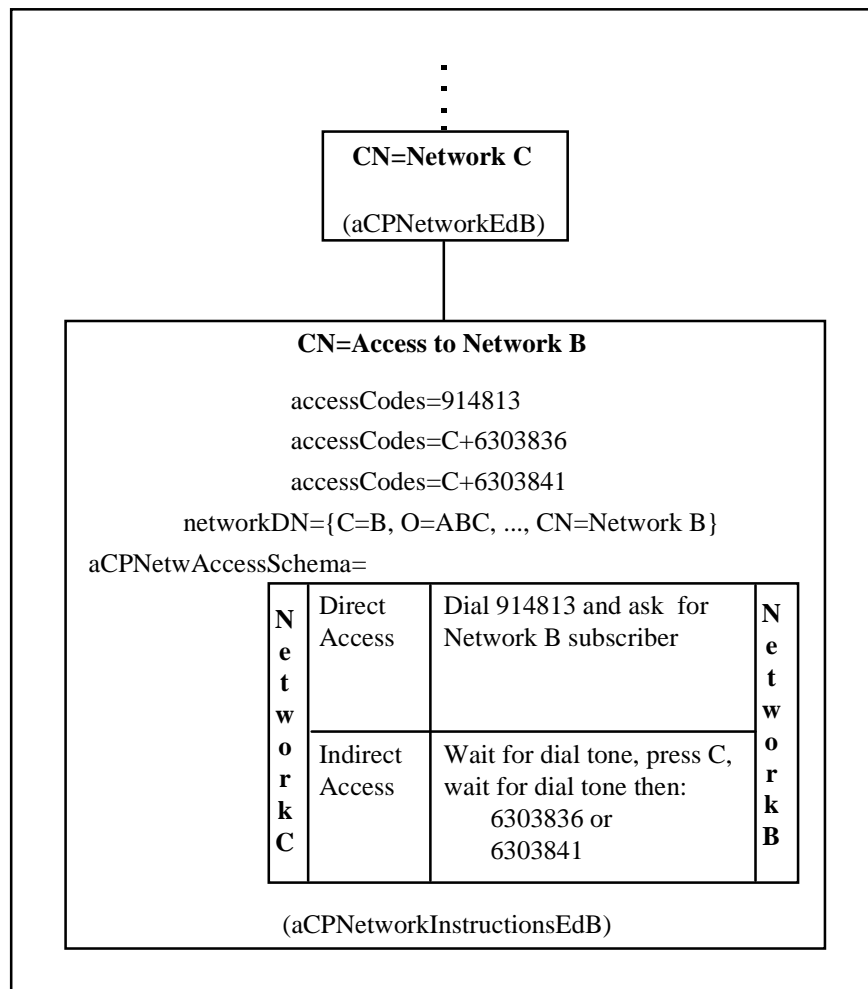 CN=Network C
(aCPNetworkEdB)
CN=Access to Network B
accessCodes=914813
accessCodes=C+6303836
accessCodes=C+6303841
networkDN={C=B, O=ABC, ..., CN=Network B}
aCPNetwAccessSchema=
Network C
Direct Access
Dial 914813 and ask for
Network B subscriber
Indirect Access
Wait for dial tone, press C,
wait for dial tone then:
6303836 or
6303841
Network B
(aCPNetworkInstructionsEdB)